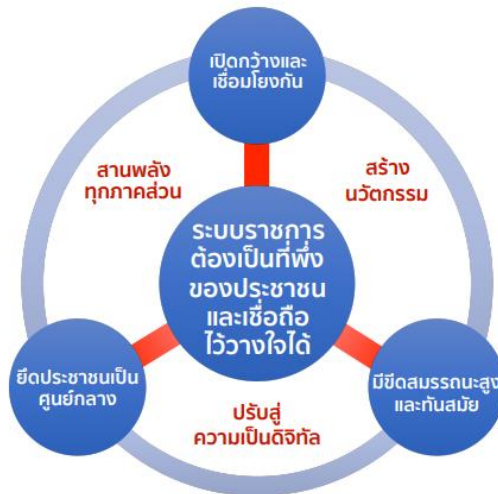 เปิดกว้างและ
เชื่อมโยงกัน
สานพลัง
ทุกภาคส่วน
สร้าง
นวัตกรรม
ระบบราชการ
ต้องเป็นที่พึ่ง
ของประชาชน
และเชื่อถือ
ไว้วางใจได้
ยึดประชาชนเป็น
ศูนย์กลาง
มีขีดสมรรถนะสูง
และทันสมัย
ปรับสู่
ความเป็นดิจิทัล